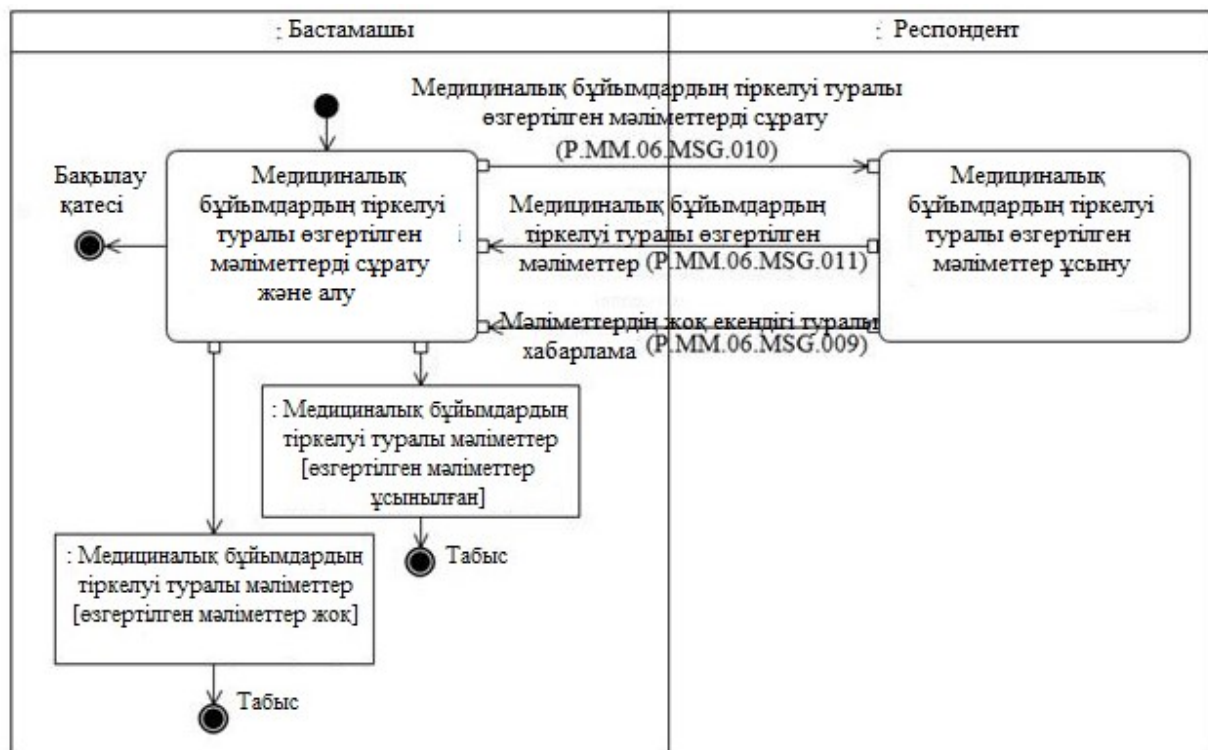 : Бастамашы
: Респондент
Медициналық бұйымдардың тіркелуі туралы
өзгертілген мәліметтерді сұрату
(P.MM.06.MSG.010)
Бақылау
қатесі
Медициналық
бұйымдардың тіркелуі
туралы өзгертілген
мәліметтерді сұрату
және алу
Медициналық бұйымдардың
тіркелуі туралы өзгертілген
мәліметтер (P.MM.06.MSG.011)
Медициналық
бұйымдардың тіркелуі
туралы өзгертілген
мәліметтер ұсыну
Мәліметтердің жоқ екендігі туралы
хабарлама (P.MM.06.MSG.009)
: Медициналық бұйымдардың
тіркелуі туралы мәліметтер
[өзгертілген мәліметтер
ұсынылған]
Табыс
: Медициналық бұйымдардың
тіркелуі туралы мәліметтер
[өзгертілген мәліметтер жоқ]
Табыс